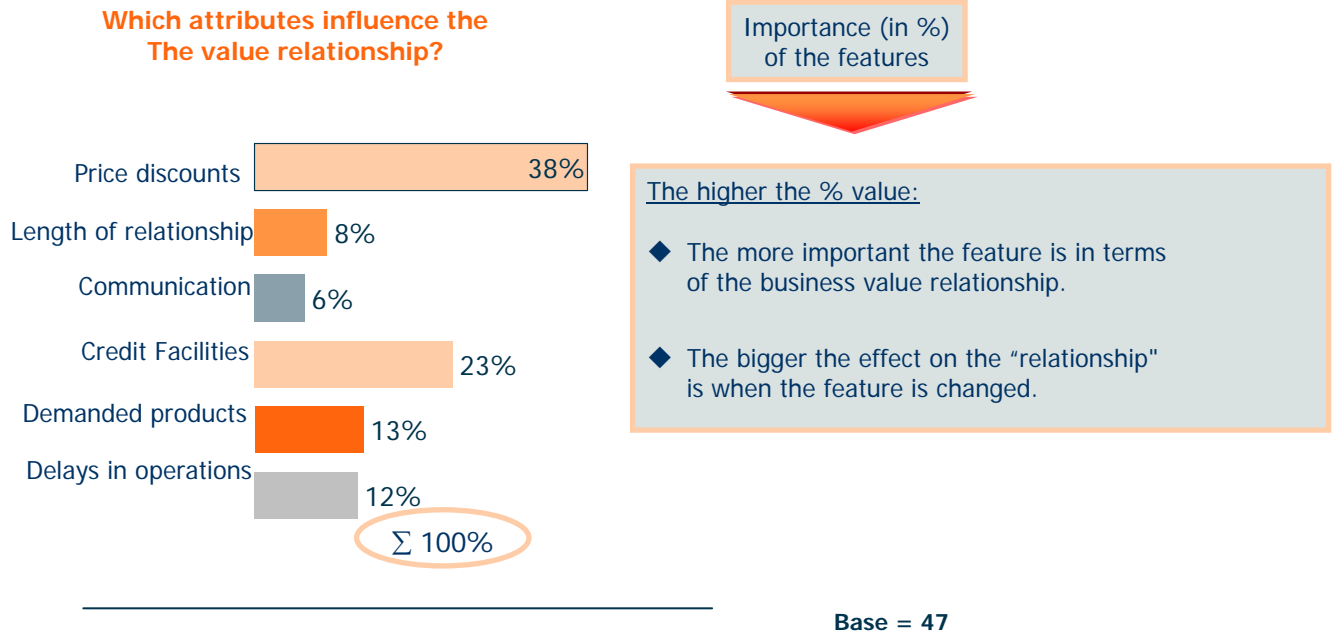 Which attributes influence the
The value relationship?
Importance (in %)
of the features
Price discounts
38%
Length of relationship
8%
Communication
6%
Credit Facilities
23%
Demanded products
13%
Delays in operations
12%
∑ 100%
The higher the % value:
◆ The more important the feature is in terms
of the business value relationship.
◆ The bigger the effect on the “relationship"
is when the feature is changed.
Base = 47